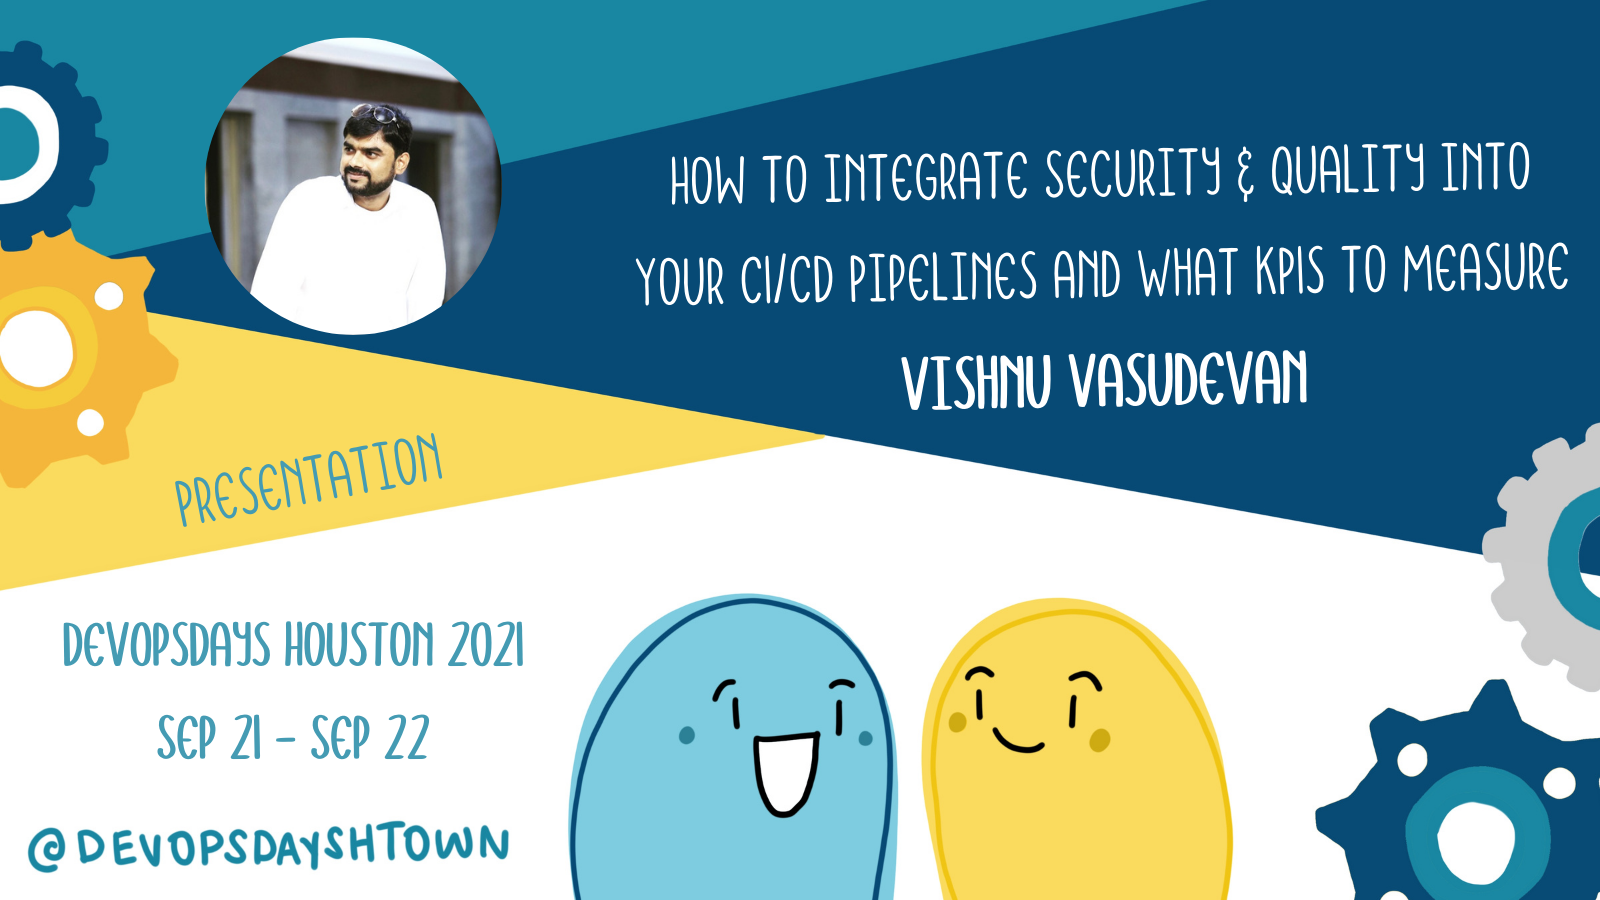 HOW TO INTEGRATE SECURITY & QUALITY INTO
YOUR CI/CD PIPELINES AND WHAT KPIS TO MEASURE
VISHNU VASUDEVAN
PRESENTATION
DEVOPSDAYS HOUSTON 2021
SEP 21 - SEP 22
@DEVOPSDAYSHTOWN